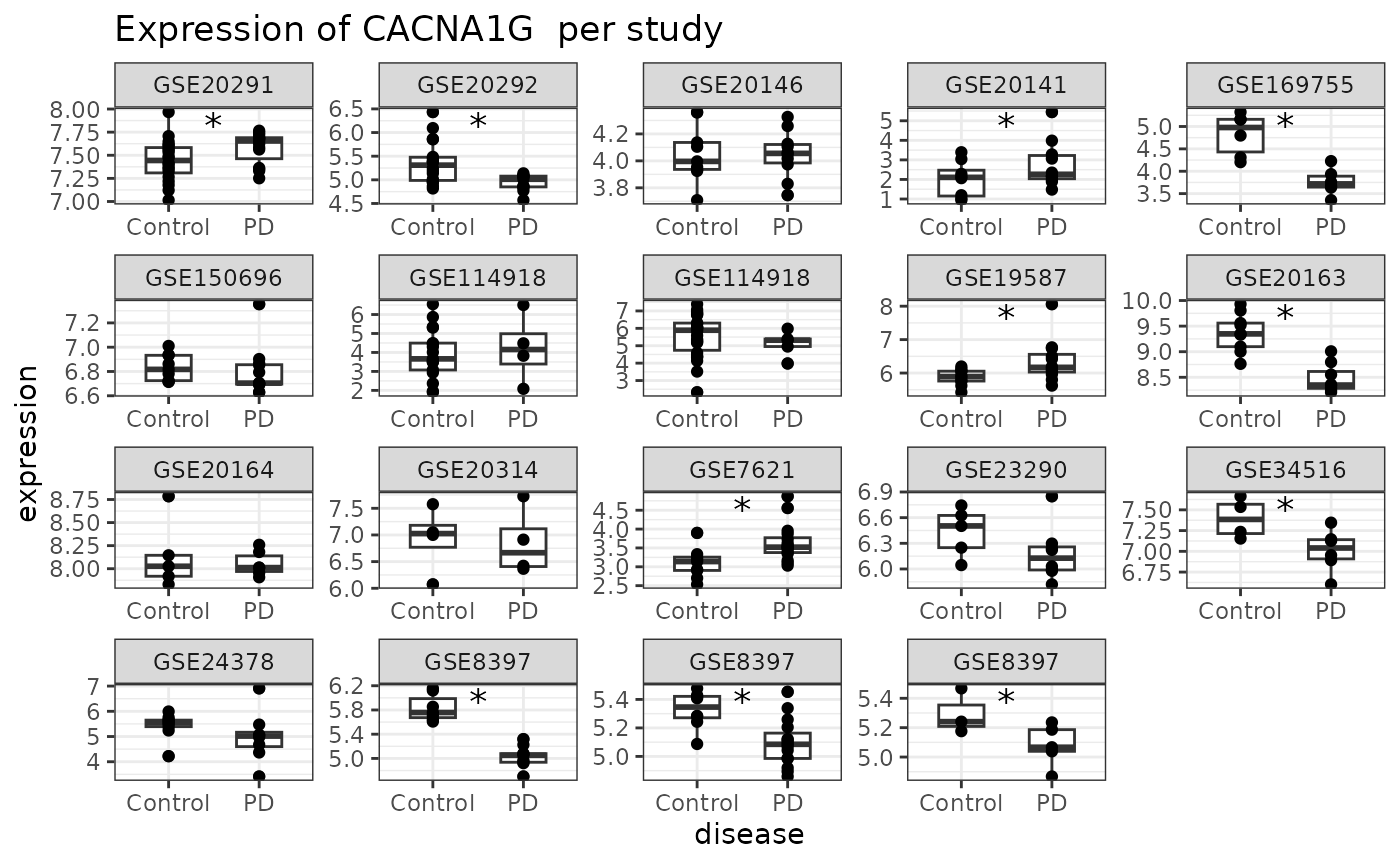 Expression of CACNA1G  per study
GSE20291 GSE20292 GSE20146 GSE20141 GSE169755
8.00 7.75 7.50 7.25 7.00 *
6.5 6.0 5.5 5.0 4.5 *
4.2 4.0 3.8
5 4 3 2 1 *
5.0 4.5 4.0 3.5 *
Control PD Control PD Control PD Control PD Control PD
GSE150696 GSE114918 GSE114918 GSE19587 GSE20163
7.2 7.0 6.8 6.6
6 5 4 3 2
7 6 5 4 3
8 7 6 *
10.0 9.5 9.0 8.5 *
Control PD Control PD Control PD Control PD Control PD
expression
GSE20164 GSE20314 GSE7621 GSE23290 GSE34516
8.75 8.50 8.25 8.00
7.5 7.0 6.5 6.0
4.5 4.0 3.5 3.0 2.5 *
6.9 6.6 6.3 6.0
7.50 7.25 7.00 6.75 *
Control PD Control PD Control PD Control PD Control PD
GSE24378 GSE8397 GSE8397 GSE8397
7 6 5 4
6.2 5.8 5.4 5.0 *
5.4 5.2 5.0 *
5.4 5.2 5.0 *
Control PD Control PD Control PD Control PD
disease